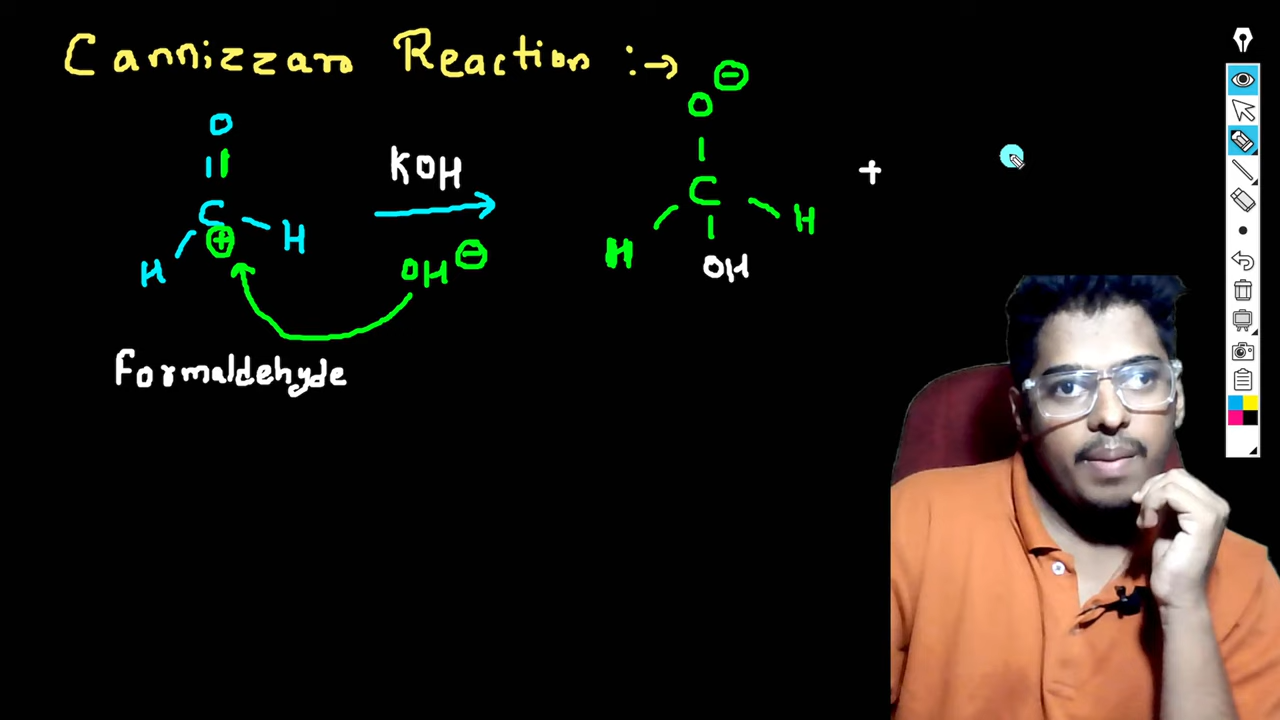 Cannizzaro Reaction :→
O
||
C
⊕
H
H
KOH
OH ⊖
Formaldehyde
O ⊖
|
C
H
H
OH
+